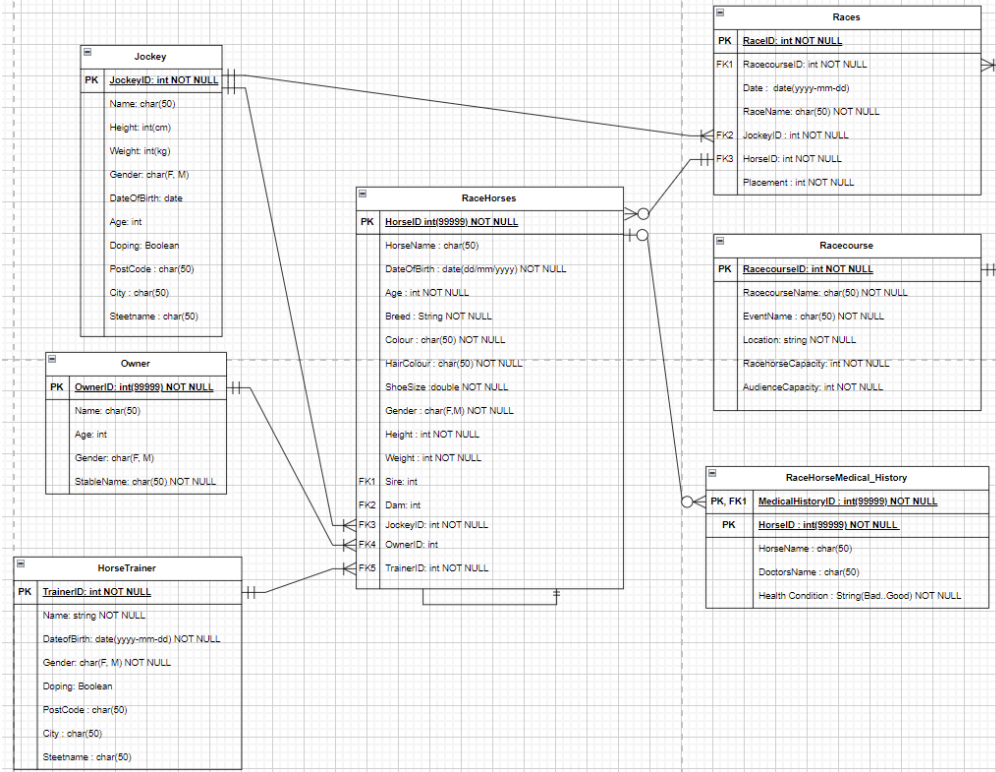 Jockey
PK JockeyID: int NOT NULL
Name: char(50)
Height: int(cm)
Weight: int(kg)
Gender: char(F, M)
DateOfBirth: date
Age: int
Doping: Boolean
PostCode : char(50)
City : char(50)
Steetname : char(50)
Owner
PK OwnerID: int(99999) NOT NULL
Name: char(50)
Age: int
Gender: char(F, M)
StableName: char(50) NOT NULL
HorseTrainer
PK TrainerID: int NOT NULL
Name: string NOT NULL
DateofBirth: date(yyyy-mm-dd) NOT NULL
Gender: char(F, M) NOT NULL
Doping: Boolean
PostCode : char(50)
City : char(50)
Steetname : char(50)
RaceHorses
PK HorseID int(99999) NOT NULL
HorseName : char(50)
DateOfBirth : date(dd/mm/yyyy) NOT NULL
Age : int NOT NULL
Breed : String NOT NULL
Colour : char(50) NOT NULL
HairColour : char(50) NOT NULL
ShoeSize :double NOT NULL
Gender : char(F,M) NOT NULL
Height : int NOT NULL
Weight : int NOT NULL
FK1 Sire: int
FK2 Dam: int
FK3 JockeyID: int NOT NULL
FK4 OwnerID: int
FK5 TrainerID: int NOT NULL
Races
PK RaceID: int NOT NULL
FK1 RacecourseID: int NOT NULL
Date : date(yyyy-mm-dd)
RaceName: char(50) NOT NULL
FK2 JockeyID : int NOT NULL
FK3 HorseID: int NOT NULL
Placement : int NOT NULL
Racecourse
PK RacecourseID: int NOT NULL
RacecourseName: char(50) NOT NULL
EventName : char(50) NOT NULL
Location: string NOT NULL
RacehorseCapacity: int NOT NULL
AudienceCapacity: int NOT NULL
RaceHorseMedical_History
PK, FK1 MedicalHistoryID : int(99999) NOT NULL
PK HorseID : int(99999) NOT NULL
HorseName : char(50)
DoctorsName : char(50)
Health Condition : String(Bad..Good) NOT NULL